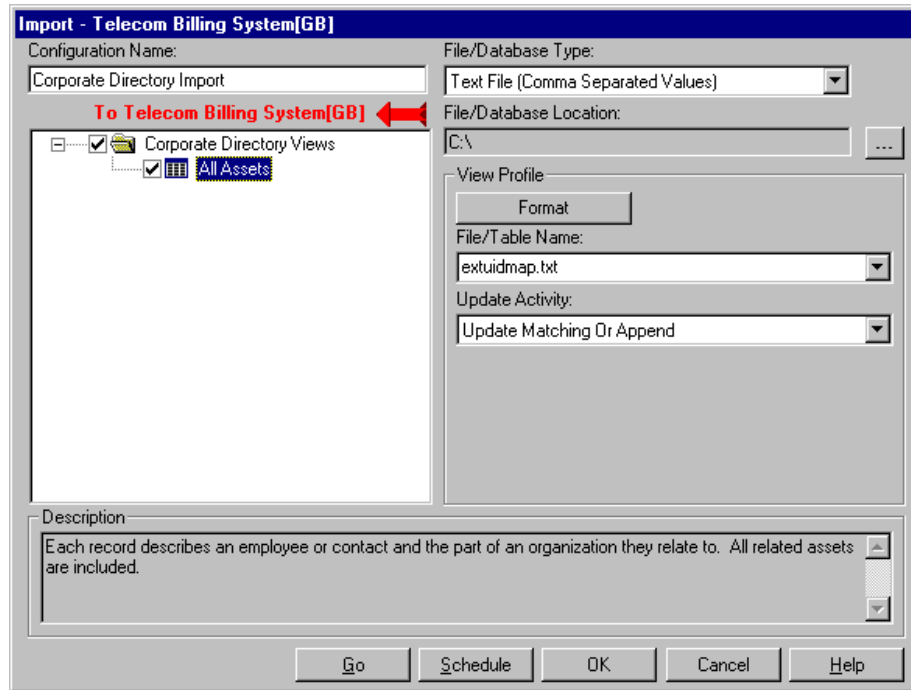 Import - Telecom Billing System[GB]
Configuration Name:
Corporate Directory Import
To Telecom Billing System[GB]
Corporate Directory Views
All Assets
File/Database Type:
Text File (Comma Separated Values)
File/Database Location:
C:\
...
View Profile
Format
File/Table Name:
extuidmap.txt
Update Activity:
Update Matching Or Append
Description
Each record describes an employee or contact and the part of an organization they relate to.  All related assets
are included.
Go
Schedule
OK
Cancel
Help